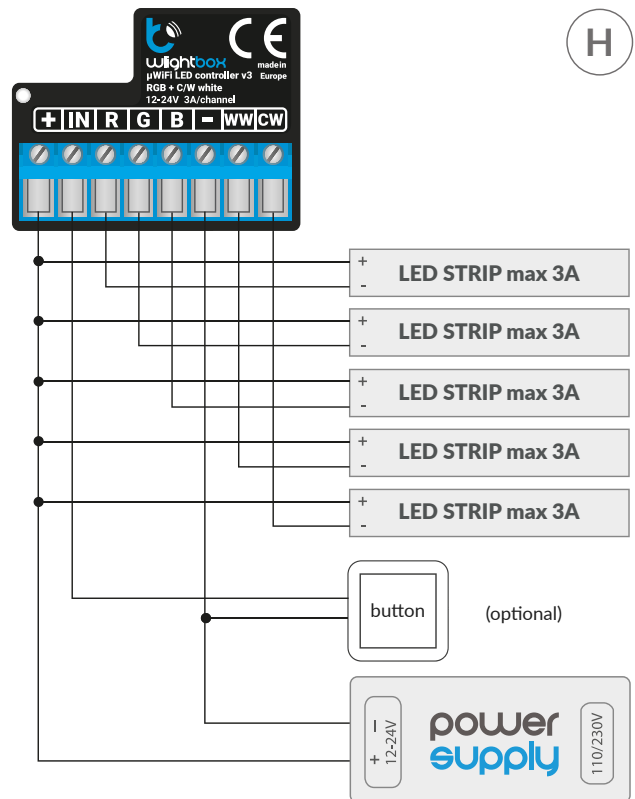 wlightbox
CE
made in
Europe
µWiFi LED controller v3
RGB + C/W white
12-24V 3A/channel
+ IN R G B - WW CW
H
+
-
LED STRIP max 3A
+
-
LED STRIP max 3A
+
-
LED STRIP max 3A
+
-
LED STRIP max 3A
+
-
LED STRIP max 3A
button
(optional)
- +
12-24V
power
supply
110/230V